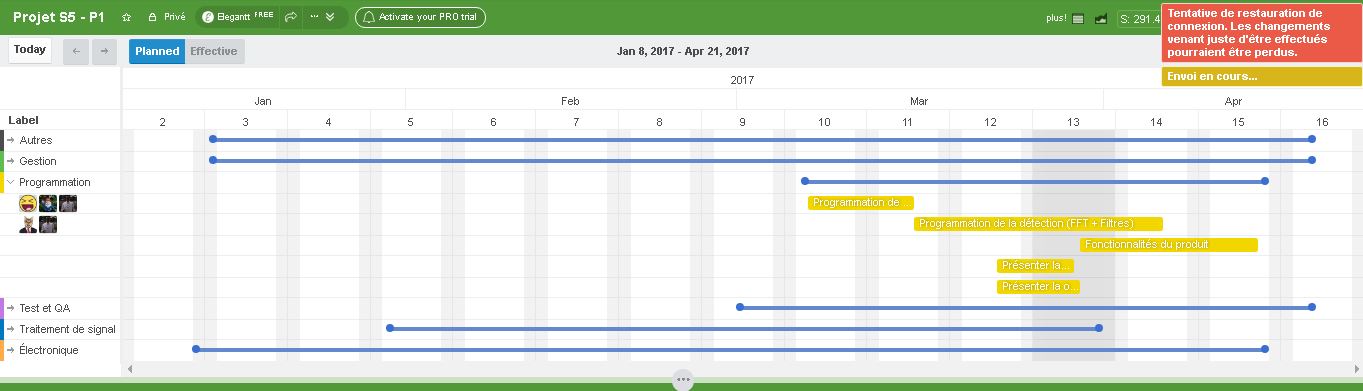 Projet S5 - P1
Privé
Elegantt FREE
Activate your PRO trial
plus!
S: 291.4
Tentative de restauration de
connexion. Les changements
venant juste d'être effectués
pourraient être perdus.
Envoi en cours...
Today
Planned
Effective
Jan 8, 2017 - Apr 21, 2017
2017
Jan
Feb
Mar
Apr
Label
2 3 4 5 6 7 8 9 10 11 12 13 14 15 16
Autres
Gestion
Programmation
Programmation de...
Programmation de la détection (FFT + Filtres)
Fonctionnalités du produit
Présenter la...
Présenter la o...
Test et QA
Traitement de signal
Électronique